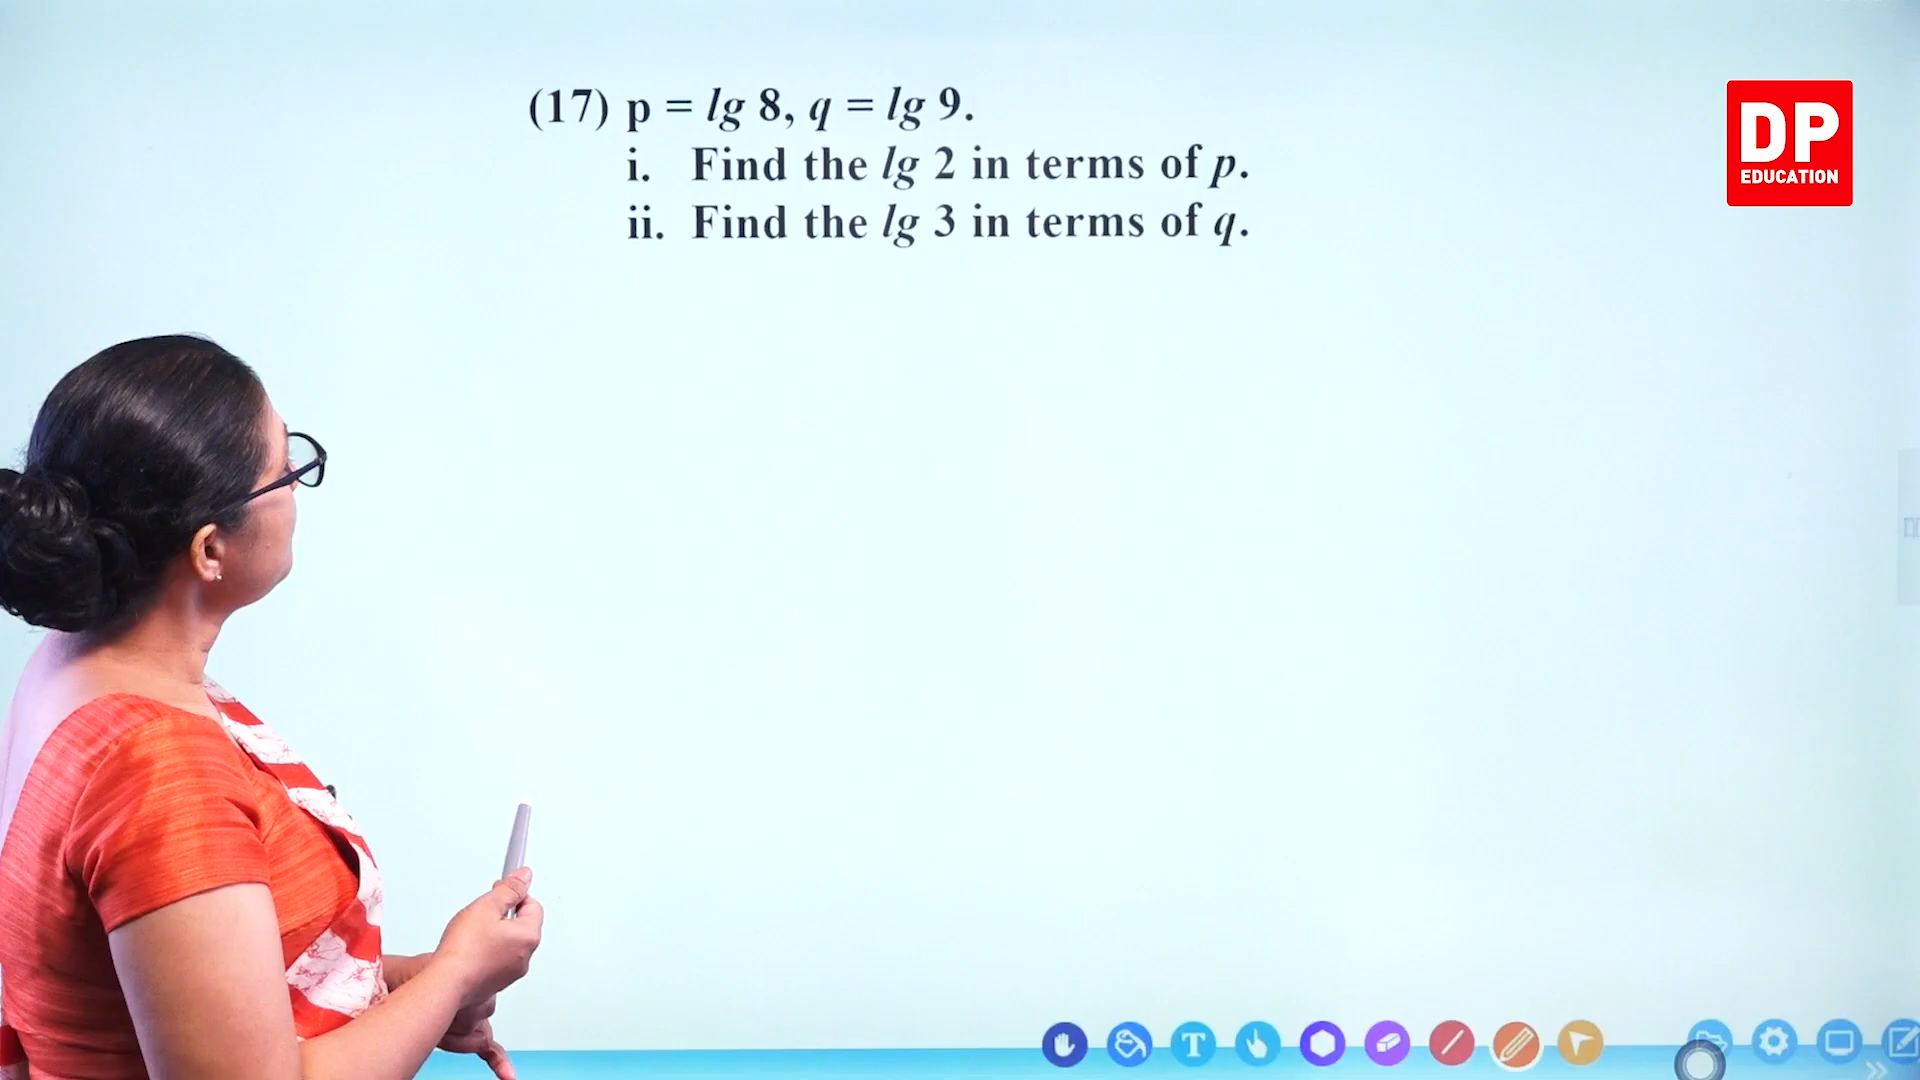 (17) p = lg 8, q = lg 9.
i. Find the lg 2 in terms of p.
ii. Find the lg 3 in terms of q.
DP
EDUCATION
T